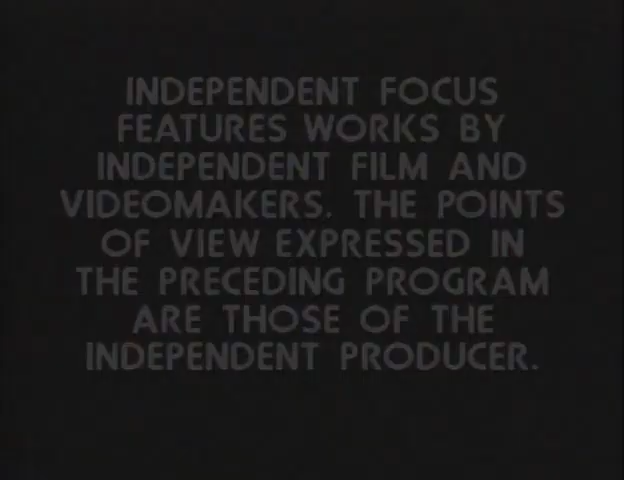 INDEPENDENT FOCUS
FEATURES WORKS BY
INDEPENDENT FILM AND
VIDEOMAKERS. THE POINTS
OF VIEW EXPRESSED IN
THE PRECEDING PROGRAM
ARE THOSE OF THE
INDEPENDENT PRODUCER.